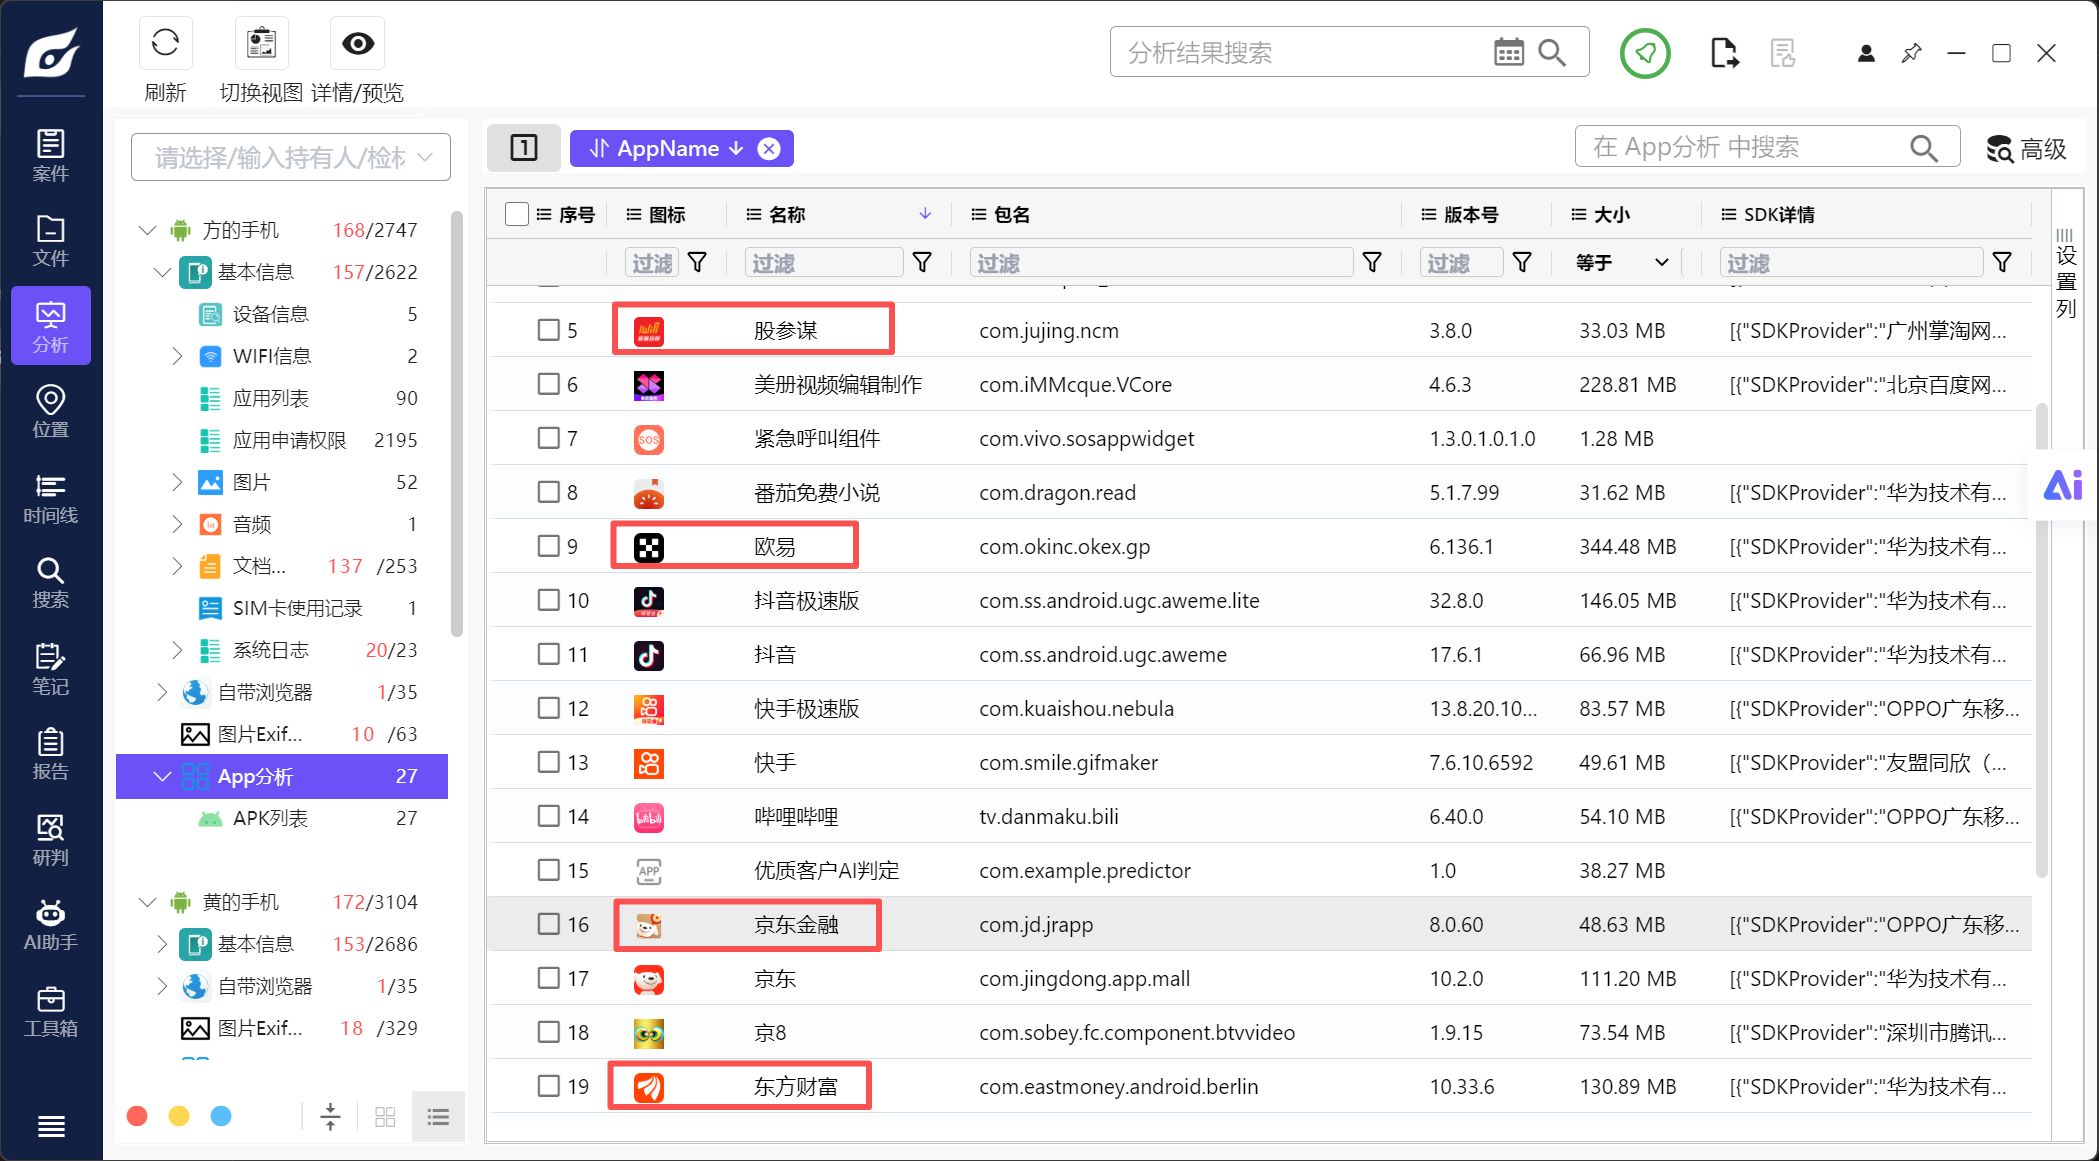 刷新
切换视图
详情/预览
分析结果搜索
案件
文件
分析
位置
时间线
搜索
笔记
报告
研判
AI助手
工具箱
请选择/输入持有人/检材
方的手机 168/2747
基本信息 157/2622
设备信息 5
WIFI信息 2
应用列表 90
应用申请权限 2195
图片 52
音频 1
文档... 137 /253
SIM卡使用记录 1
系统日志 20/23
自带浏览器 1/35
图片Exif... 10 /63
App分析 27
APK列表 27
黄的手机 172/3104
基本信息 153/2686
自带浏览器 1/35
图片Exif... 18 /329
1
AppName
在 App分析 中搜索
高级
序号 图标 名称 包名 版本号 大小 SDK详情
过滤 过滤 过滤 过滤 等于 过滤
5 股参谋 com.jujing.ncm 3.8.0 33.03 MB [{"SDKProvider":"广州掌淘网...
6 美册视频编辑制作 com.iMMcque.VCore 4.6.3 228.81 MB [{"SDKProvider":"北京百度网...
7 SOS 紧急呼叫组件 com.vivo.sosappwidget 1.3.0.1.0.1.0 1.28 MB
8 番茄免费小说 com.dragon.read 5.1.7.99 31.62 MB [{"SDKProvider":"华为技术有...
9 欧易 com.okinc.okex.gp 6.136.1 344.48 MB [{"SDKProvider":"华为技术有...
10 抖音极速版 com.ss.android.ugc.aweme.lite 32.8.0 146.05 MB [{"SDKProvider":"华为技术有...
11 抖音 com.ss.android.ugc.aweme 17.6.1 66.96 MB [{"SDKProvider":"华为技术有...
12 快手极速版 com.kuaishou.nebula 13.8.20.10... 83.57 MB [{"SDKProvider":"OPPO广东移...
13 快手 com.smile.gifmaker 7.6.10.6592 49.61 MB [{"SDKProvider":"友盟同欣（...
14 bilibili 哔哩哔哩 tv.danmaku.bili 6.40.0 54.10 MB [{"SDKProvider":"OPPO广东移...
15 APP 优质客户AI判定 com.example.predictor 1.0 38.27 MB
16 京东金融 com.jd.jrapp 8.0.60 48.63 MB [{"SDKProvider":"OPPO广东移...
17 京东 com.jingdong.app.mall 10.2.0 111.20 MB [{"SDKProvider":"华为技术有...
18 京8 com.sobey.fc.component.btvvideo 1.9.15 73.54 MB [{"SDKProvider":"深圳市腾讯...
19 东方财富 com.eastmoney.android.berlin 10.33.6 130.89 MB [{"SDKProvider":"华为技术有...
设置列
Ai